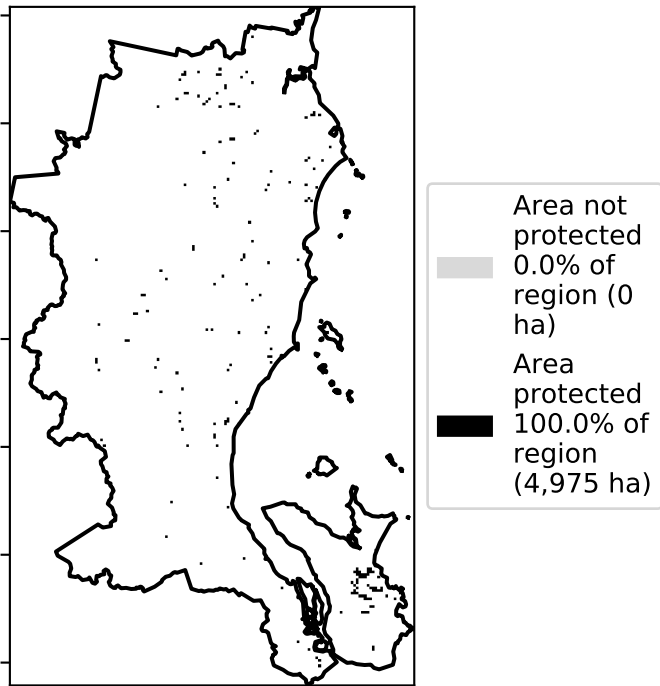 Area not
protected
0.0% of
region (0
ha)
Area
protected
100.0% of
region
(4,975 ha)